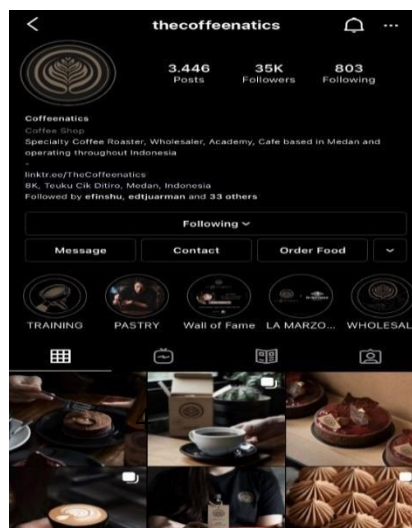 thecoffeenatics
3.446 35K 803
Posts Followers Following
Coffeenatics
Coffee Shop
Specialty Coffee Roaster, Wholesaler, Academy, Cafe based in Medan and
operating throughout Indonesia
-
linktr.ee/TheCoffeenatics
8K, Teuku Cik Ditiro, Medan, Indonesia
Followed by efinshu, edtjuarman and 33 others
Following
Message Contact Order Food
TRAINING PASTRY Wall of Fame LA MARZO... WHOLESAL